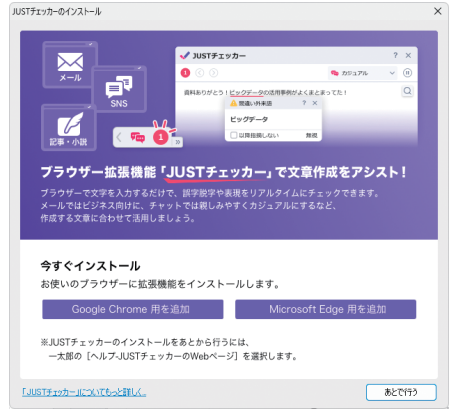 JUSTチェッカーのインストール
メール
SNS
記事・小説
1
JUSTチェッカー
? ×
1
カジュアル
資料ありがとう！ビッグデータの活用事例がよくまとまってた！
間違い外来語 ? ×
ビッグデータ
以降指摘しない 無視
ブラウザー拡張機能「JUSTチェッカー」で文章作成をアシスト！
ブラウザーで文字を入力するだけで、誤字脱字や表現をリアルタイムにチェックできます。
メールではビジネス向けに、チャットでは親しみやすくカジュアルにするなど、
作成する文章に合わせて活用しましょう。
今すぐインストール
お使いのブラウザーに拡張機能をインストールします。
Google Chrome 用を追加
Microsoft Edge 用を追加
※JUSTチェッカーのインストールをあとから行うには、
一太郎の［ヘルプ-JUSTチェッカーのWebページ］を選択します。
「JUSTチェッカー」についてもっと詳しく...
あとで行う